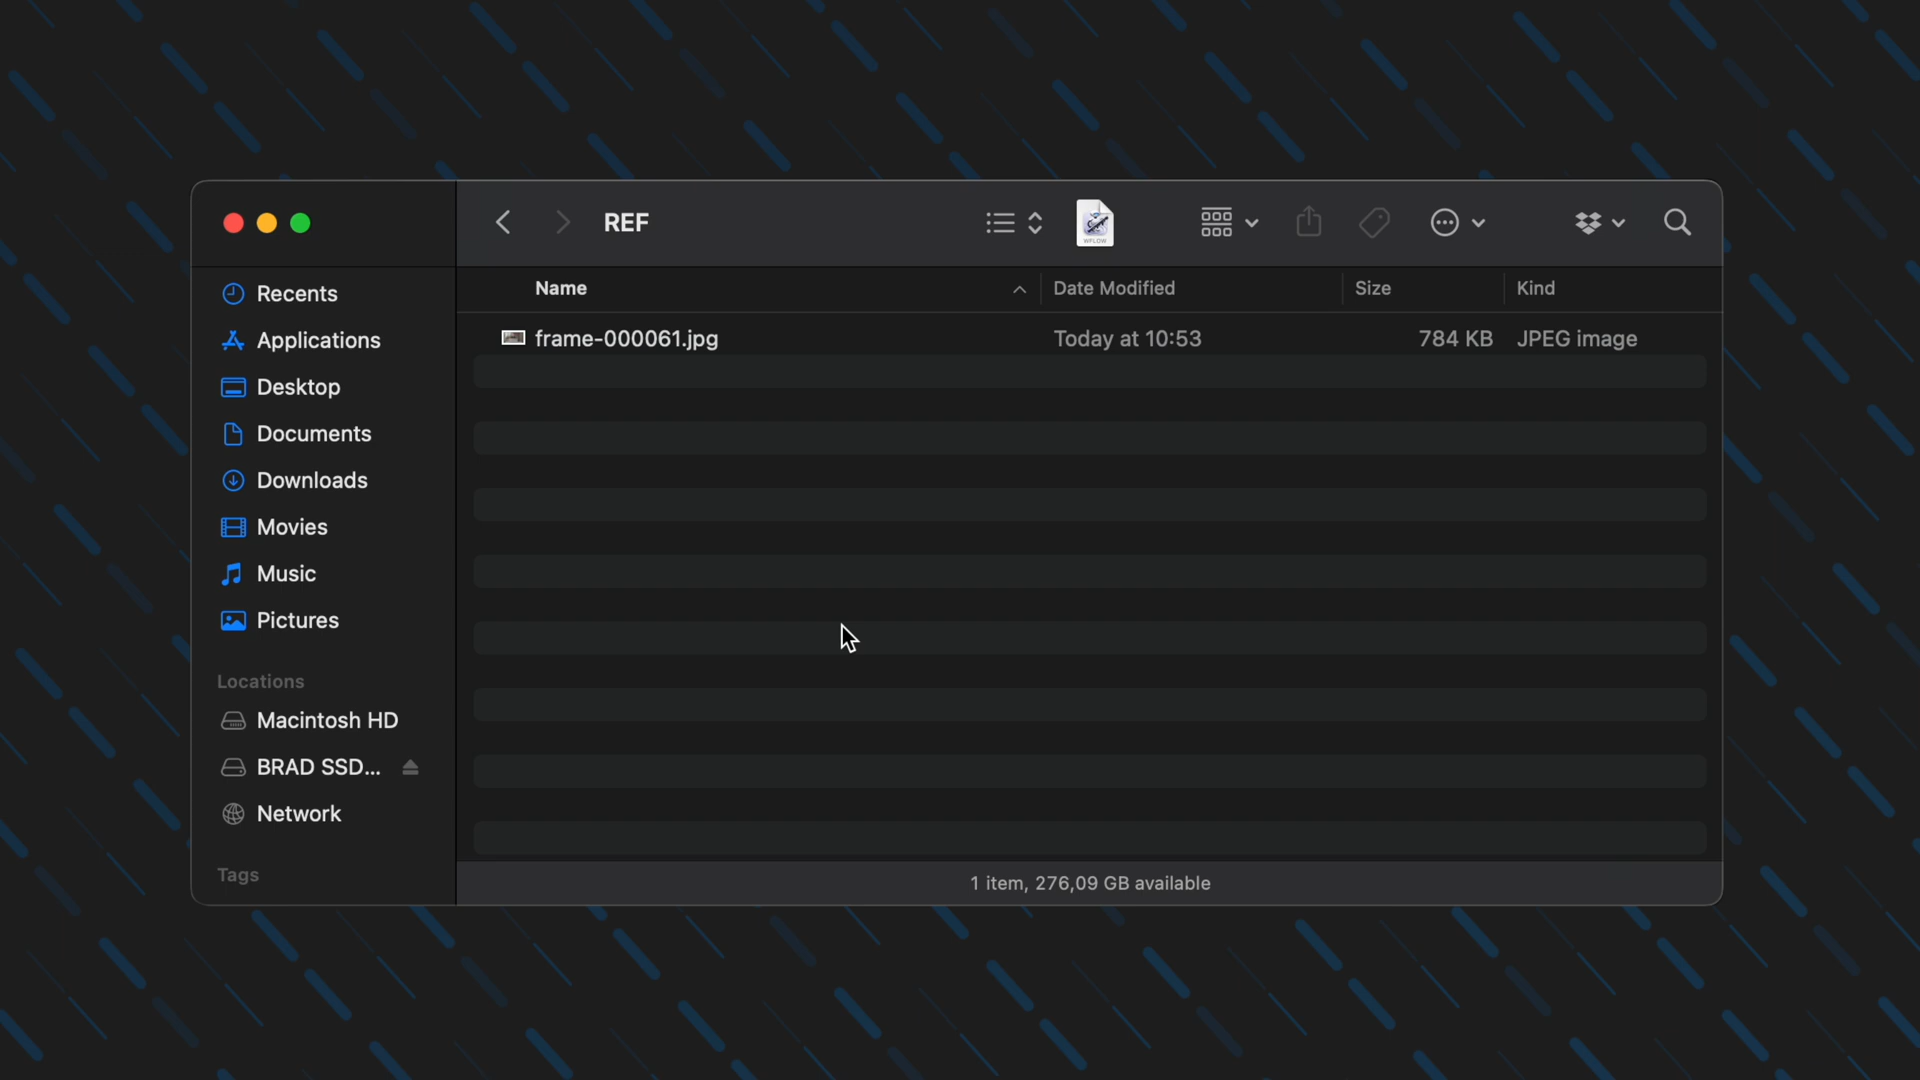 REF
WFLOW
Recents
Applications
Desktop
Documents
Downloads
Movies
Music
Pictures
Locations
Macintosh HD
BRAD SSD...
Network
Tags
Name Date Modified Size Kind
frame-000061.jpg Today at 10:53 784 KB JPEG image
1 item, 276,09 GB available